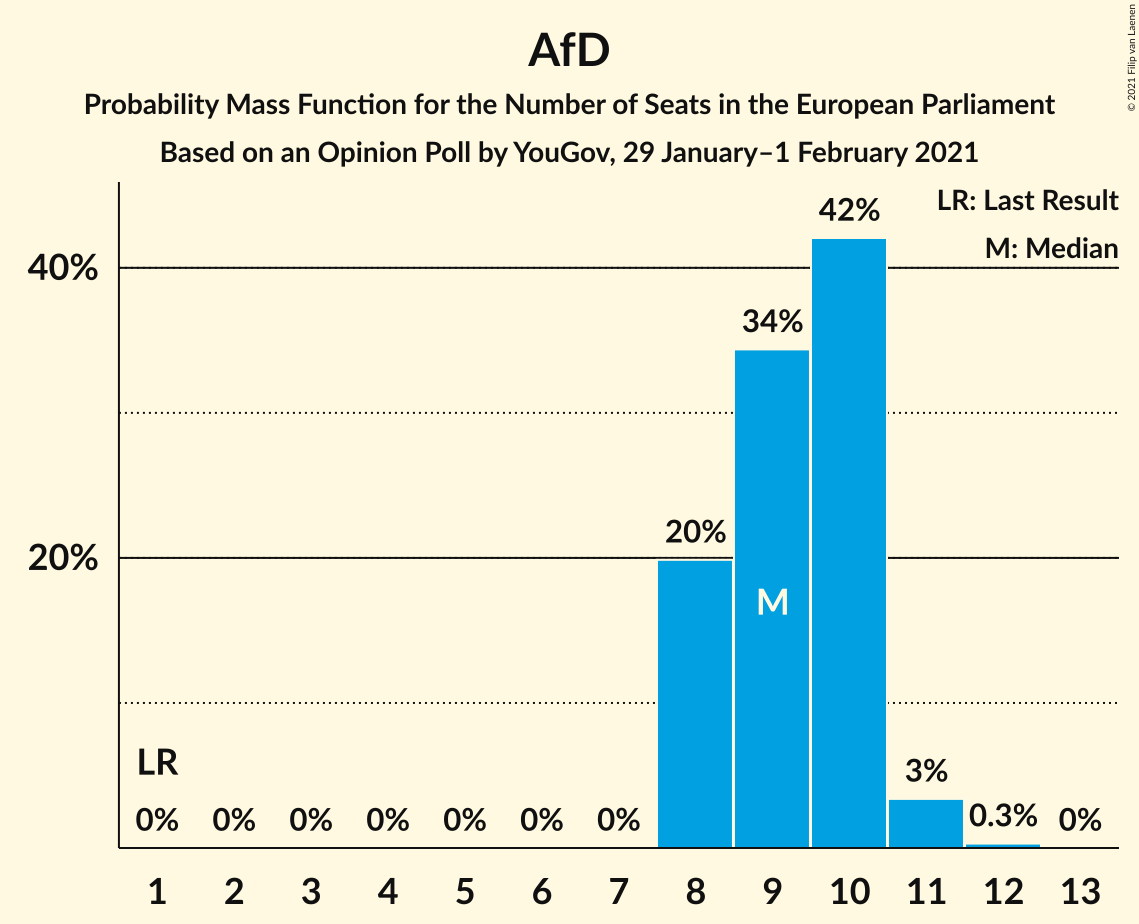 AfD
Probability Mass Function for the Number of Seats in the European Parliament
Based on an Opinion Poll by YouGov, 29 January–1 February 2021
© 2021 Filip van Laenen
LR: Last Result
M: Median
42%
40%
34%
20%
20%
M
LR
3%
0% 0% 0% 0% 0% 0% 0% 0.3% 0%
1 2 3 4 5 6 7 8 9 10 11 12 13